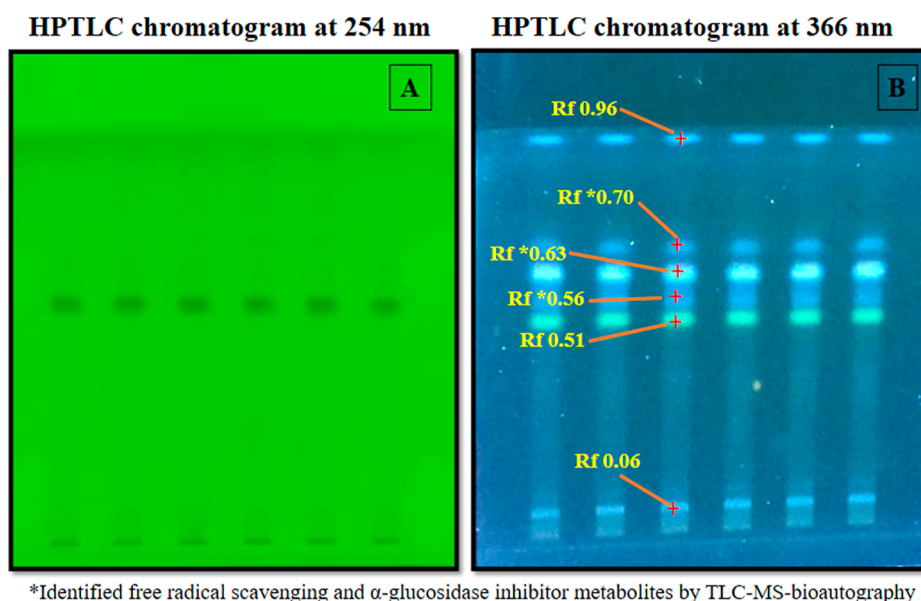 HPTLC chromatogram at 254 nm
HPTLC chromatogram at 366 nm
A
B
Rf 0.96
Rf *0.70
Rf *0.63
Rf *0.56
Rf 0.51
Rf 0.06
*Identified free radical scavenging and α-glucosidase inhibitor metabolites by TLC-MS-bioautography